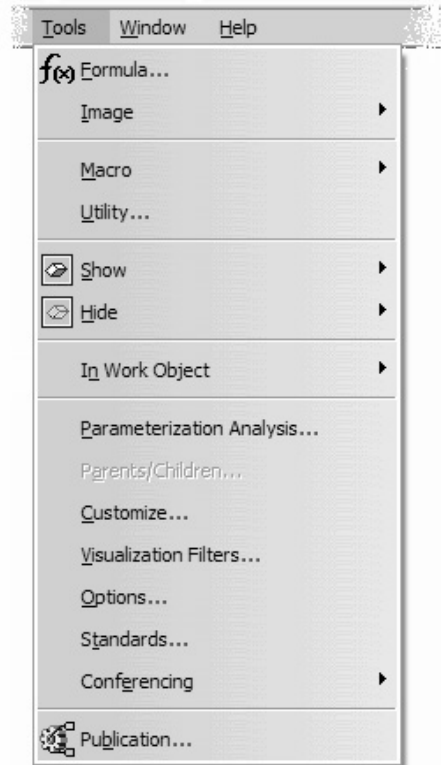 Tools Window Help
f(x) Formula...
Image
Macro
Utility...
Show
Hide
In Work Object
Parameterization Analysis...
Parents/Children...
Customize...
Visualization Filters...
Options...
Standards...
Conferencing
Publication...